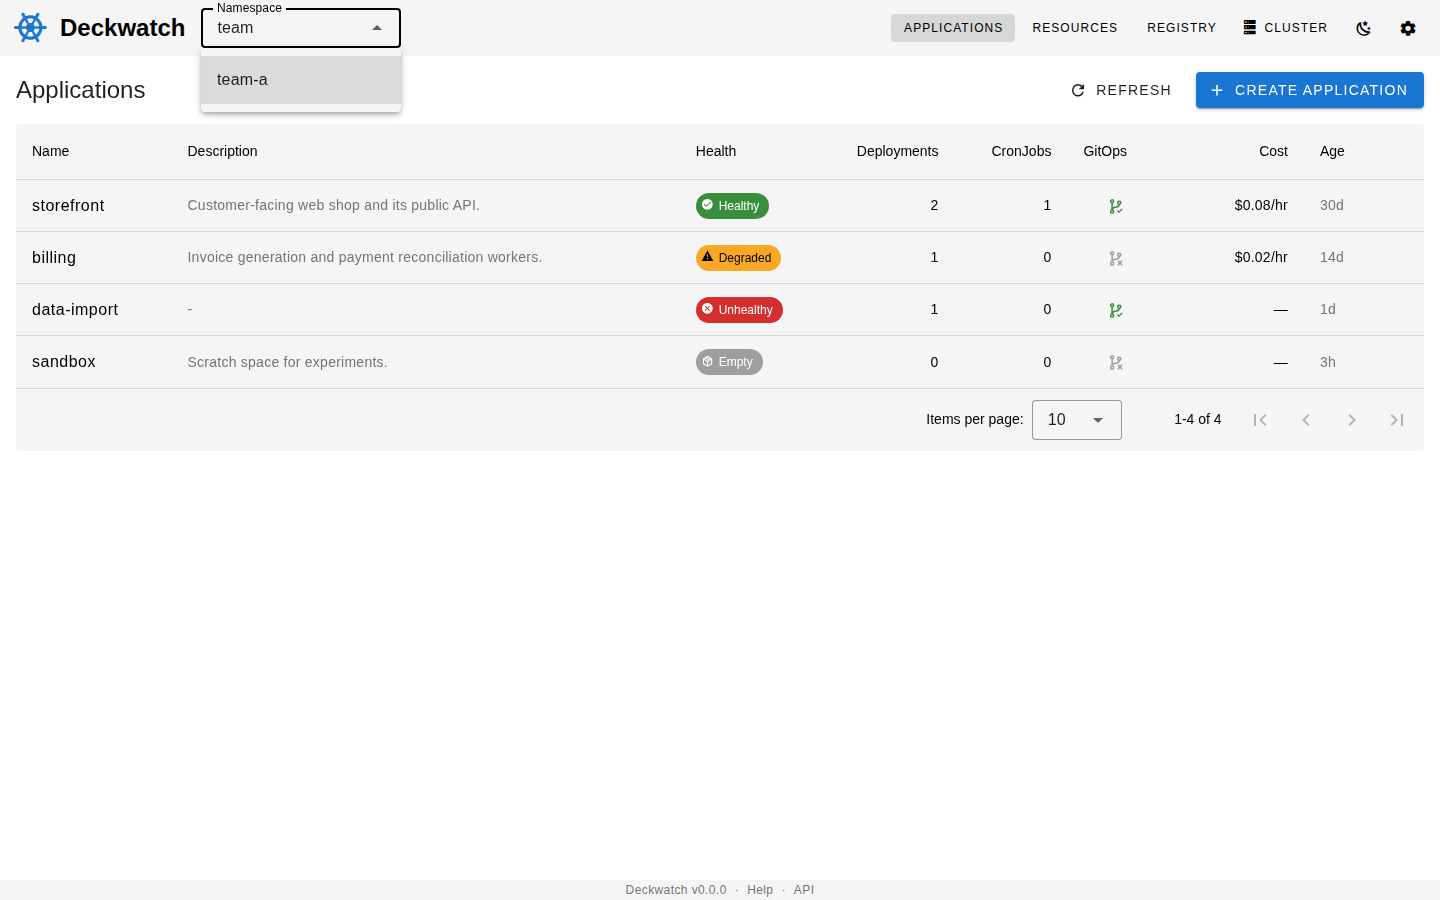 Deckwatch
Namespace
team
APPLICATIONS
RESOURCES
REGISTRY
CLUSTER
team-a
Applications
REFRESH
CREATE APPLICATION
Name Description Health Deployments CronJobs GitOps Cost Age
storefront Customer-facing web shop and its public API. Healthy 2 1 $0.08/hr 30d
billing Invoice generation and payment reconciliation workers. Degraded 1 0 $0.02/hr 14d
data-import - Unhealthy 1 0 — 1d
sandbox Scratch space for experiments. Empty 0 0 — 3h
Items per page: 10 1-4 of 4
Deckwatch v0.0.0 · Help · API